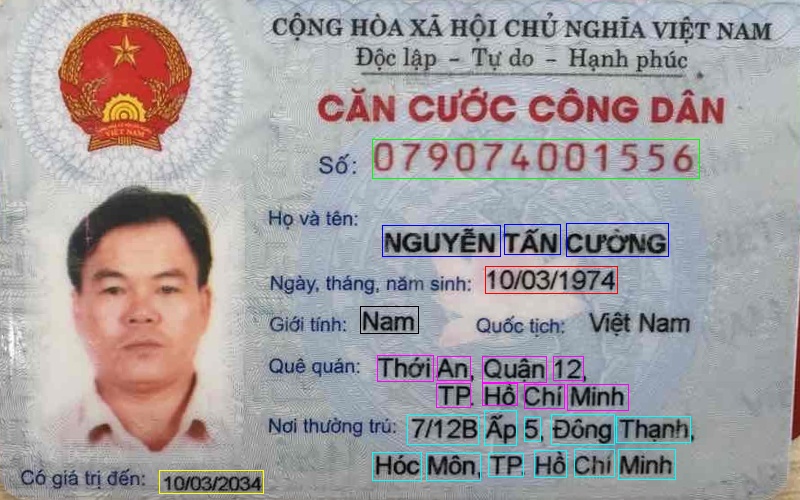 CỘNG HÒA XÃ HỘI CHỦ NGHĨA VIỆT NAM
Độc lập - Tự do - Hạnh phúc
CĂN CƯỚC CÔNG DÂN
Số: 079074001556
Họ và tên:
NGUYỄN TẤN CƯỜNG
Ngày, tháng, năm sinh: 10/03/1974
Giới tính: Nam Quốc tịch: Việt Nam
Quê quán: Thới An, Quận 12,
TP. Hồ Chí Minh
Nơi thường trú: 7/12B Ấp 5, Đông Thạnh,
Hóc Môn, TP. Hồ Chí Minh
Có giá trị đến: 10/03/2034
VIỆT NAM